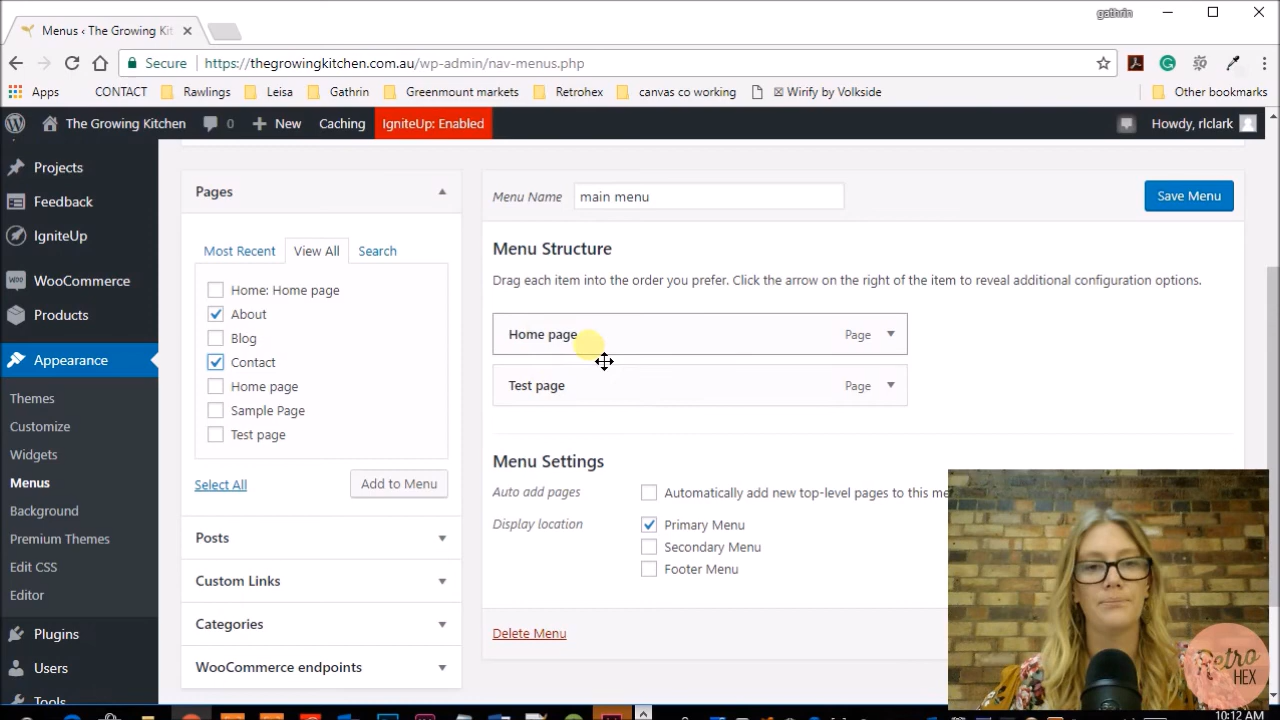 gathrin
Menus ‹ The Growing Kit
Secure https://thegrowingkitchen.com.au/wp-admin/nav-menus.php
Apps CONTACT Rawlings Leisa Gathrin Greenmount markets Retrohex canvas co working Wirify by Volkside Other bookmarks
The Growing Kitchen 0 New Caching IgniteUp: Enabled Howdy, rlclark
Projects
Feedback
IgniteUp
WooCommerce
Products
Appearance
Themes
Customize
Widgets
Menus
Background
Premium Themes
Edit CSS
Editor
Plugins
Users
Tools
Pages
Most Recent View All Search
Home: Home page
About
Blog
Contact
Home page
Sample Page
Test page
Select All Add to Menu
Posts
Custom Links
Categories
WooCommerce endpoints
Menu Name main menu Save Menu
Menu Structure
Drag each item into the order you prefer. Click the arrow on the right of the item to reveal additional configuration options.
Home page Page
Test page Page
Menu Settings
Auto add pages Automatically add new top-level pages to this me
Display location Primary Menu
Secondary Menu
Footer Menu
Delete Menu
Retro
HEX
10:12 AM